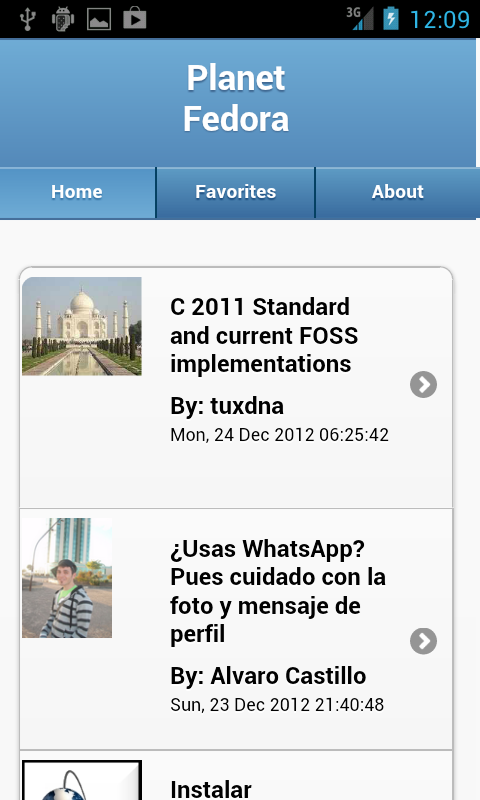 3G 12:09
Planet
Fedora
Home Favorites About
C 2011 Standard
and current FOSS
implementations
By: tuxdna
Mon, 24 Dec 2012 06:25:42
¿Usas WhatsApp?
Pues cuidado con la
foto y mensaje de
perfil
By: Alvaro Castillo
Sun, 23 Dec 2012 21:40:48
Instalar